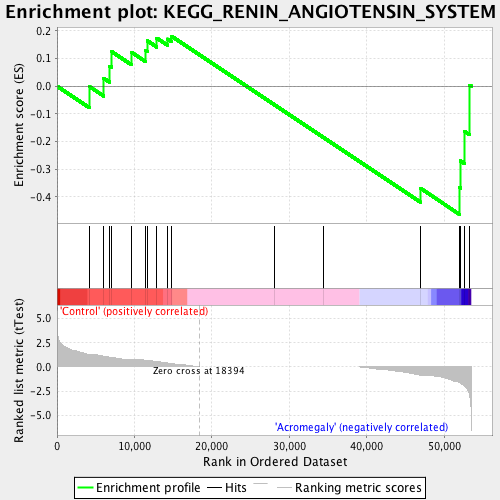 Enrichment plot: KEGG_RENIN_ANGIOTENSIN_SYSTEM
Enrichment score (ES)
0.2
0.1
0.0
-0.1
-0.2
-0.3
-0.4
'Control' (positively correlated)
Ranked list metric (tTest)
5.0
2.5
0.0
-2.5
-5.0
Zero cross at 18394
'Acromegaly' (negatively correlated)
0 10,000 20,000 30,000 40,000 50,000
Rank in Ordered Dataset
Enrichment profile Hits Ranking metric scores